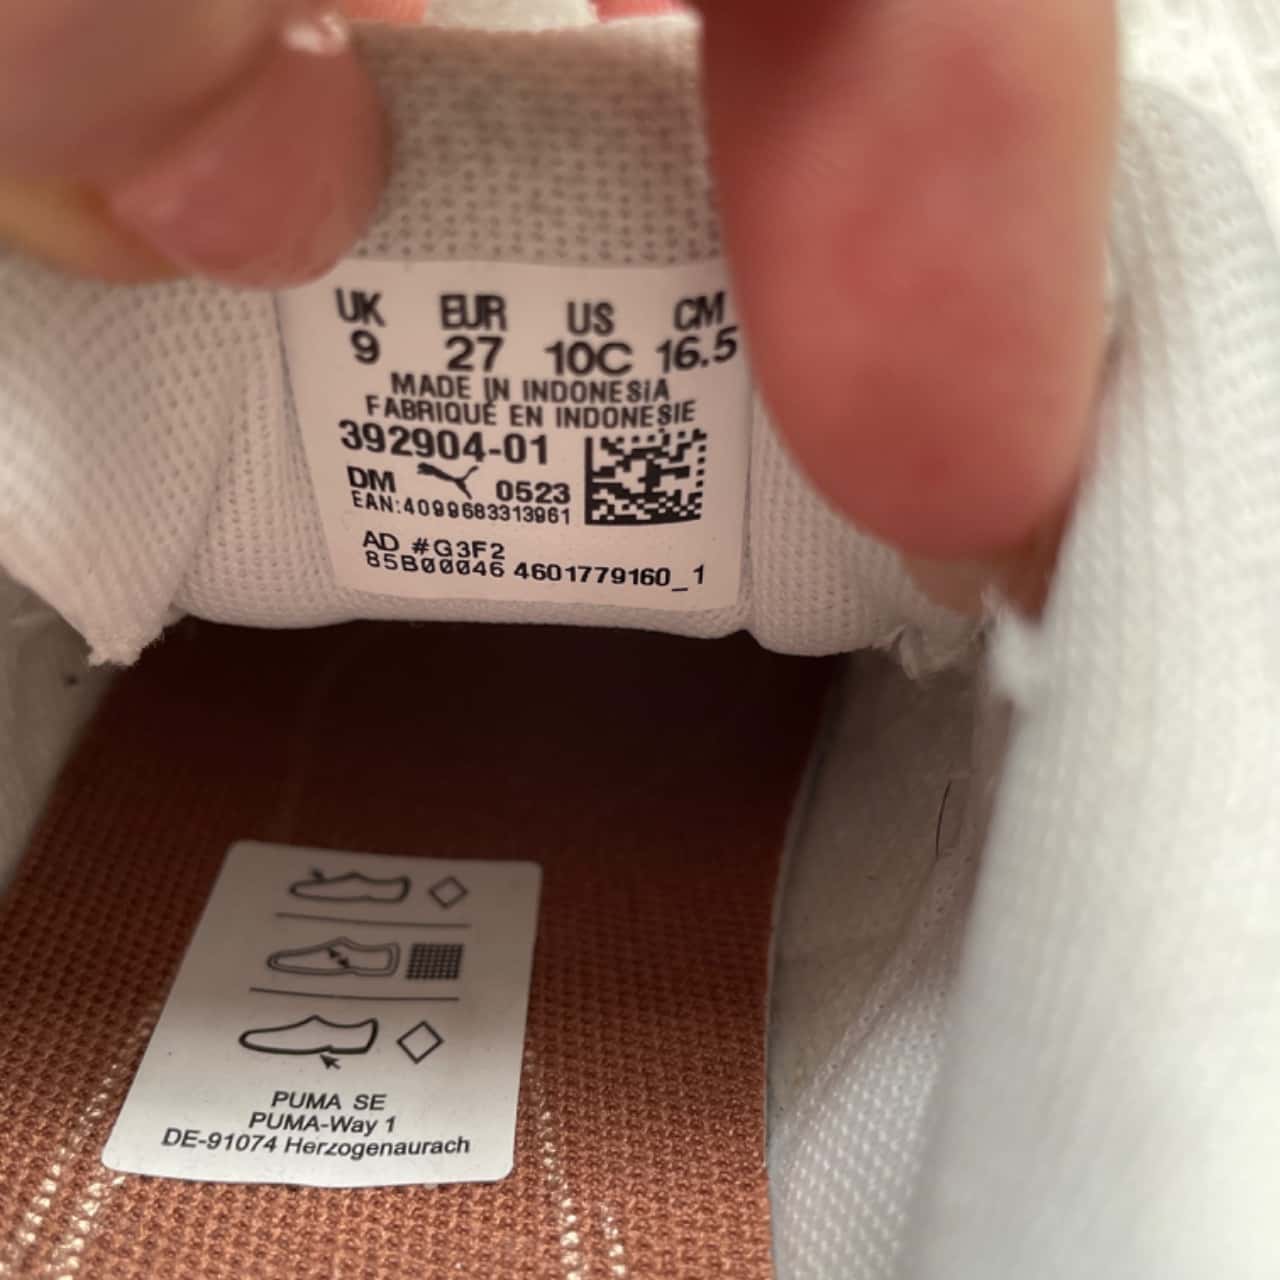 UK EUR US CM
9 27 10C 16.5
MADE IN INDONESIA
FABRIQUÉ EN INDONESIE
392904-01
DM 0523
EAN:4099683313961
AD #G3F2
85B00046 4601779160_1
PUMA SE
PUMA-Way 1
DE-91074 Herzogenaurach